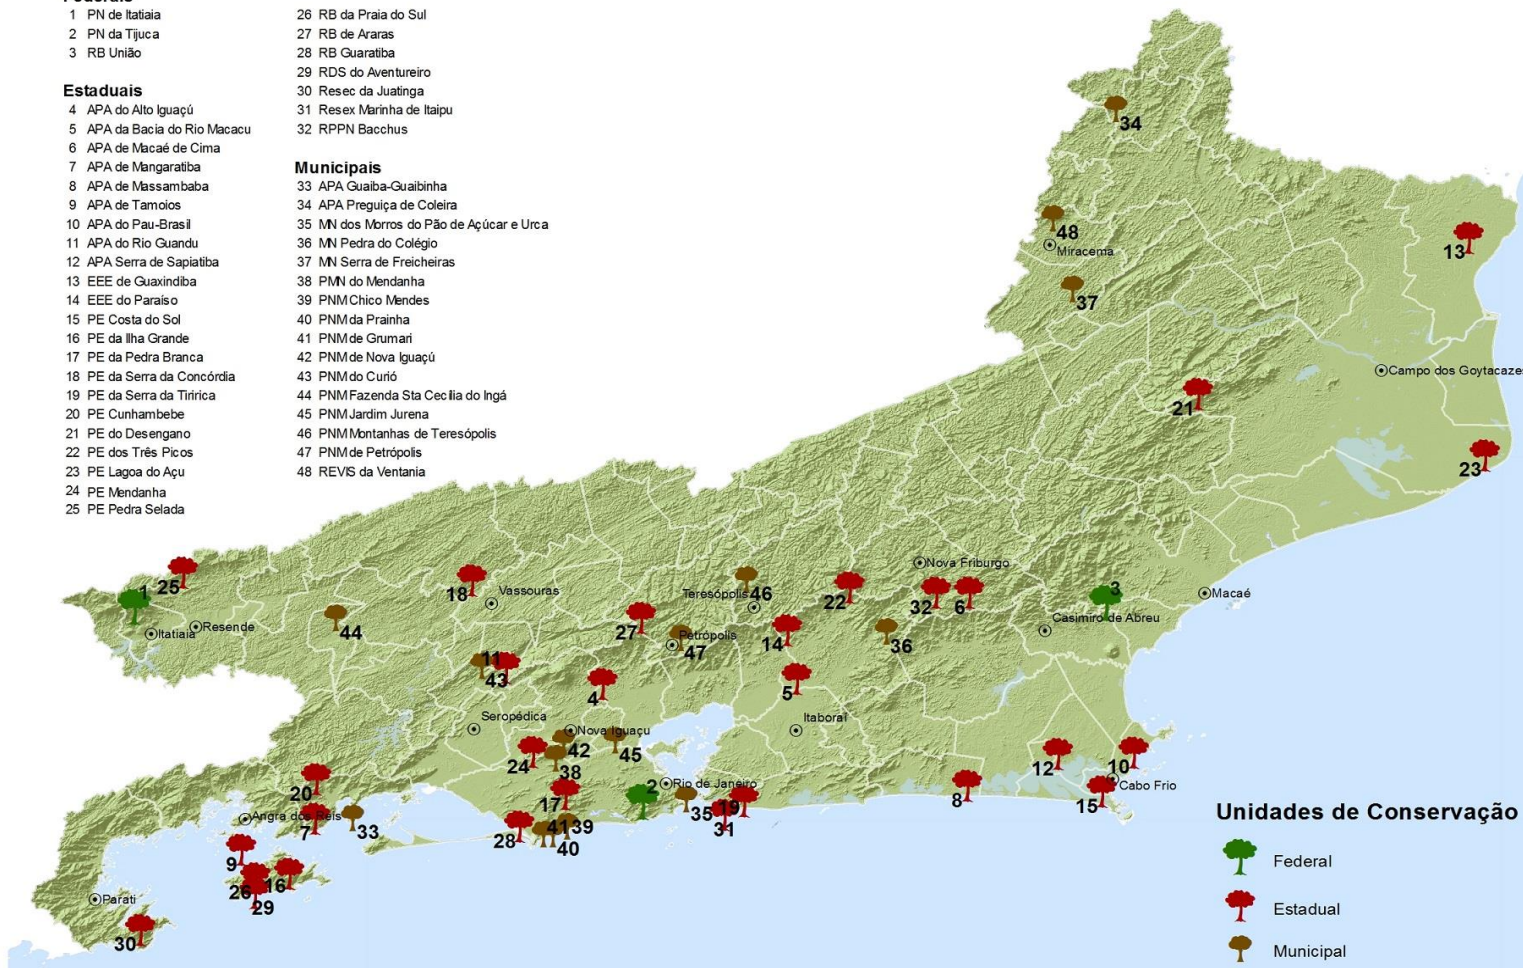 Federais
1 PN de Itatiaia
2 PN da Tijuca
3 RB União
Estaduais
4 APA do Alto Iguaçú
5 APA da Bacia do Rio Macacu
6 APA de Macaé de Cima
7 APA de Mangaratiba
8 APA de Massambaba
9 APA de Tamoios
10 APA do Pau-Brasil
11 APA do Rio Guandu
12 APA Serra de Sapiatiba
13 EEE de Guaxindiba
14 EEE do Paraíso
15 PE Costa do Sol
16 PE da Ilha Grande
17 PE da Pedra Branca
18 PE da Serra da Concórdia
19 PE da Serra da Tiririca
20 PE Cunhambebe
21 PE do Desengano
22 PE dos Três Picos
23 PE Lagoa do Açu
24 PE Mendanha
25 PE Pedra Selada
26 RB da Praia do Sul
27 RB de Araras
28 RB Guaratiba
29 RDS do Aventureiro
30 Resec da Juatinga
31 Resex Marinha de Itaipu
32 RPPN Bacchus
Municipais
33 APA Guaiba-Guaibinha
34 APA Preguiça de Coleira
35 MN dos Morros do Pão de Açúcar e Urca
36 MN Pedra do Colégio
37 MN Serra de Freicheiras
38 PMN do Mendanha
39 PNM Chico Mendes
40 PNM da Prainha
41 PNM de Grumari
42 PNM de Nova Iguaçú
43 PNM do Curió
44 PNM Fazenda Sta Cecília do Ingá
45 PNM Jardim Jurena
46 PNM Montanhas de Teresópolis
47 PNM de Petrópolis
48 REVIS da Ventania
34
48
Miracema
13
37
Campo dos Goytacazes
21
23
25
1
18
Vassouras
Nova Friburgo
46
Teresópolis
22
32
6
3
Macaé
Itatiaia
Resende
44
27
Petrópolis
47
14
36
Casimiro de Abreu
11
43
4
5
Seropédica
Nova Iguaçu
Itaboraí
42
45
24
38
12
10
20
17
2
Rio de Janeiro
35
19
31
8
15
Cabo Frio
Angra dos Reis
7
33
28
41
39
40
9
26
16
29
Parati
30
Unidades de Conservação
Federal
Estadual
Municipal